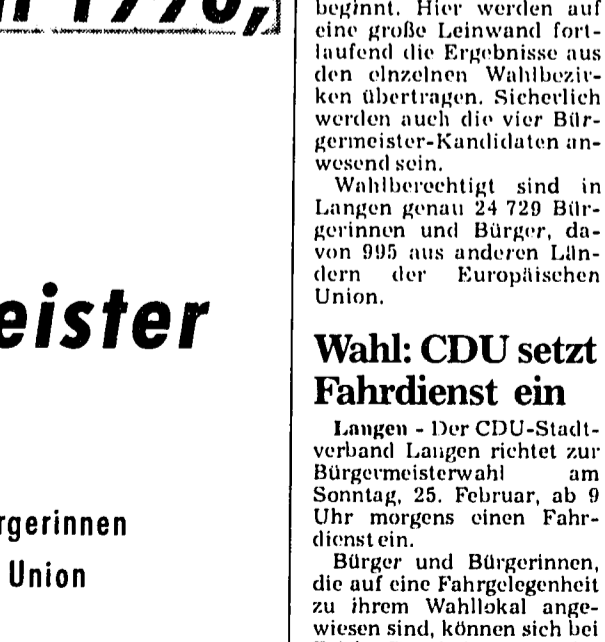 n 1996,
eister
rgerinnen
Union
beginnt. Hier werden auf
eine große Leinwand fort-
laufend die Ergebnisse aus
den einzelnen Wahlbezir-
ken übertragen. Sicherlich
werden auch die vier Bür-
germeister-Kandidaten an-
wesend sein.
Wahlberechtigt sind in
Langen genau 24 729 Bür-
gerinnen und Bürger, da-
von 995 aus anderen Län-
dern der Europäischen
Union.
Wahl: CDU setzt
Fahrdienst ein
Langen - Der CDU-Stadt-
verband Langen richtet zur
Bürgermeisterwahl am
Sonntag, 25. Februar, ab 9
Uhr morgens einen Fahr-
dienst ein.
Bürger und Bürgerinnen,
die auf eine Fahrgelegenheit
zu ihrem Wahllokal ange-
wiesen sind, können sich bei